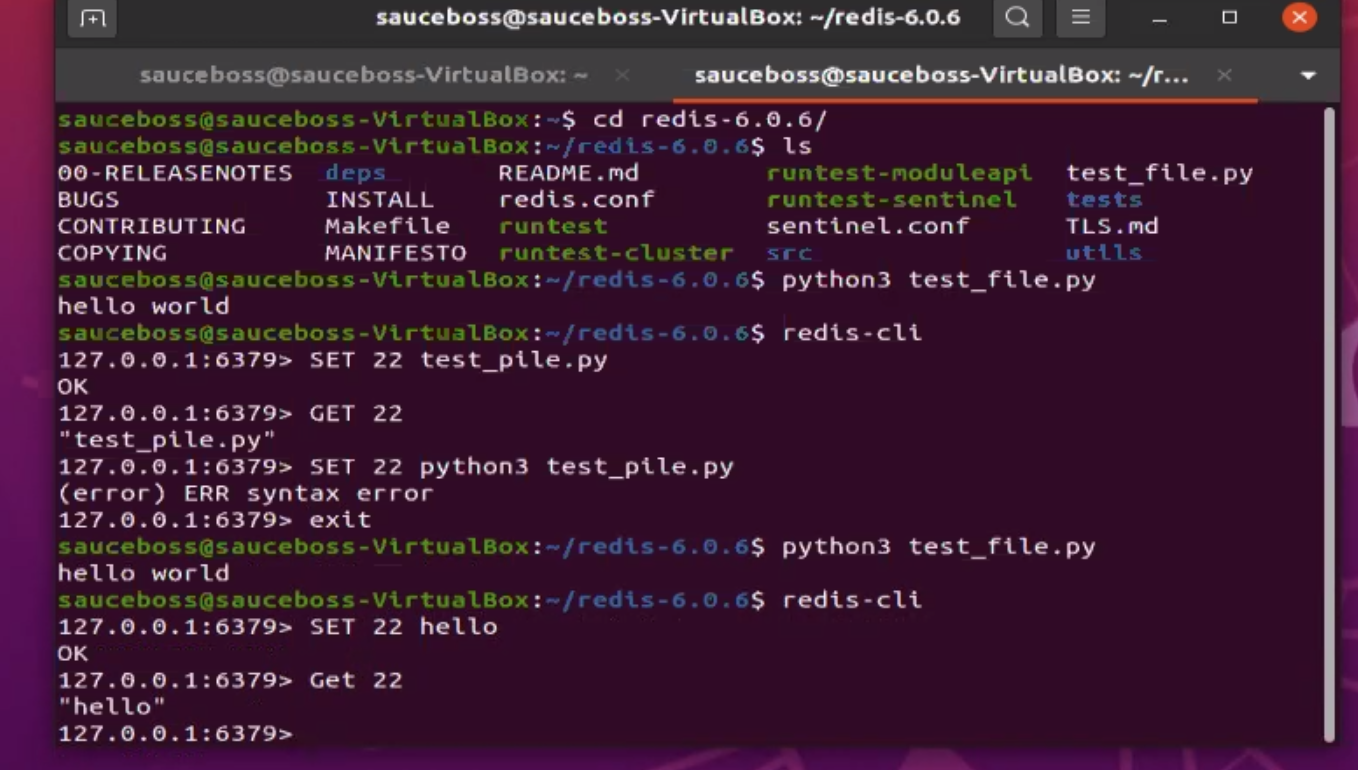 sauceboss@sauceboss-VirtualBox: ~/redis-6.0.6
sauceboss@sauceboss-VirtualBox: ~
sauceboss@sauceboss-VirtualBox: ~/r...
sauceboss@sauceboss-VirtualBox:~$ cd redis-6.0.6/
sauceboss@sauceboss-VirtualBox:~/redis-6.0.6$ ls
00-RELEASENOTES deps README.md runtest-moduleapi test_file.py
BUGS INSTALL redis.conf runtest-sentinel tests
CONTRIBUTING Makefile runtest sentinel.conf TLS.md
COPYING MANIFESTO runtest-cluster src utils
sauceboss@sauceboss-VirtualBox:~/redis-6.0.6$ python3 test_file.py
hello world
sauceboss@sauceboss-VirtualBox:~/redis-6.0.6$ redis-cli
127.0.0.1:6379> SET 22 test_pile.py
OK
127.0.0.1:6379> GET 22
"test_pile.py"
127.0.0.1:6379> SET 22 python3 test_pile.py
(error) ERR syntax error
127.0.0.1:6379> exit
sauceboss@sauceboss-VirtualBox:~/redis-6.0.6$ python3 test_file.py
hello world
sauceboss@sauceboss-VirtualBox:~/redis-6.0.6$ redis-cli
127.0.0.1:6379> SET 22 hello
OK
127.0.0.1:6379> Get 22
"hello"
127.0.0.1:6379>